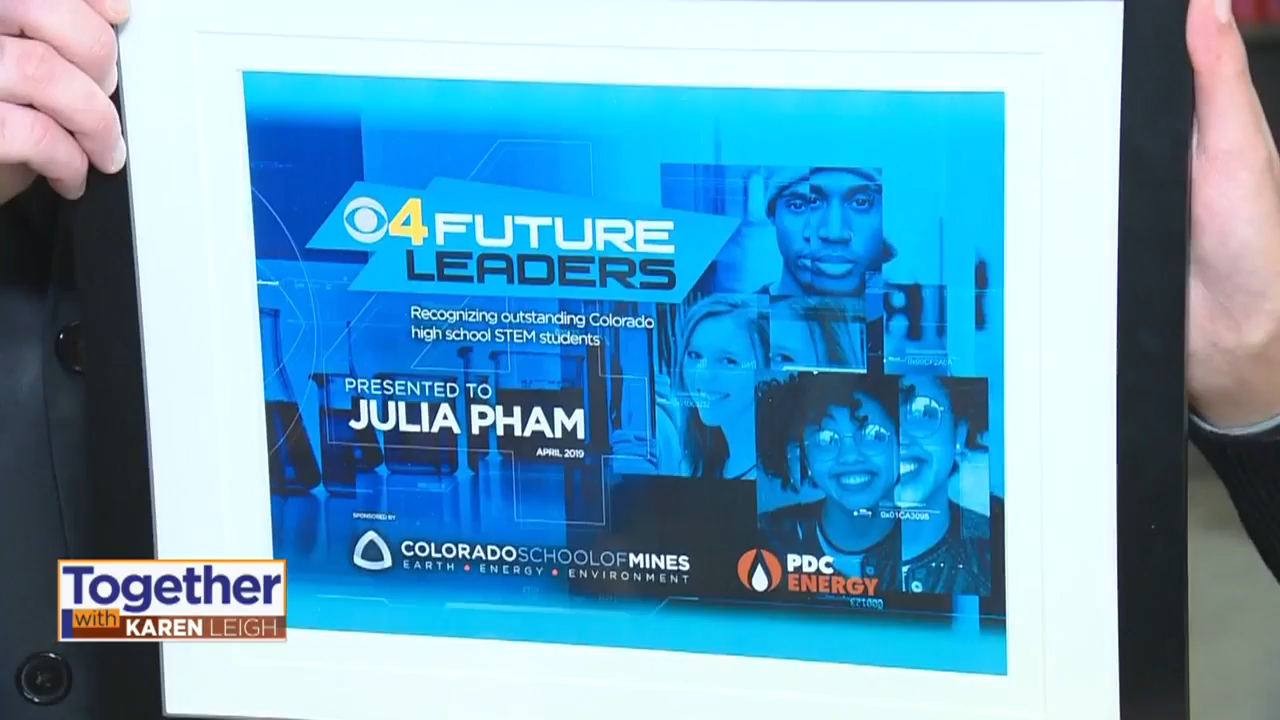 4 FUTURE
LEADERS
Recognizing outstanding Colorado
high school STEM students
PRESENTED TO
JULIA PHAM
APRIL 2019
SPONSORED BY
COLORADOSCHOOLOFMINES
EARTH • ENERGY • ENVIRONMENT
PDC
ENERGY
0x01CA3095
Together
with KAREN LEIGH